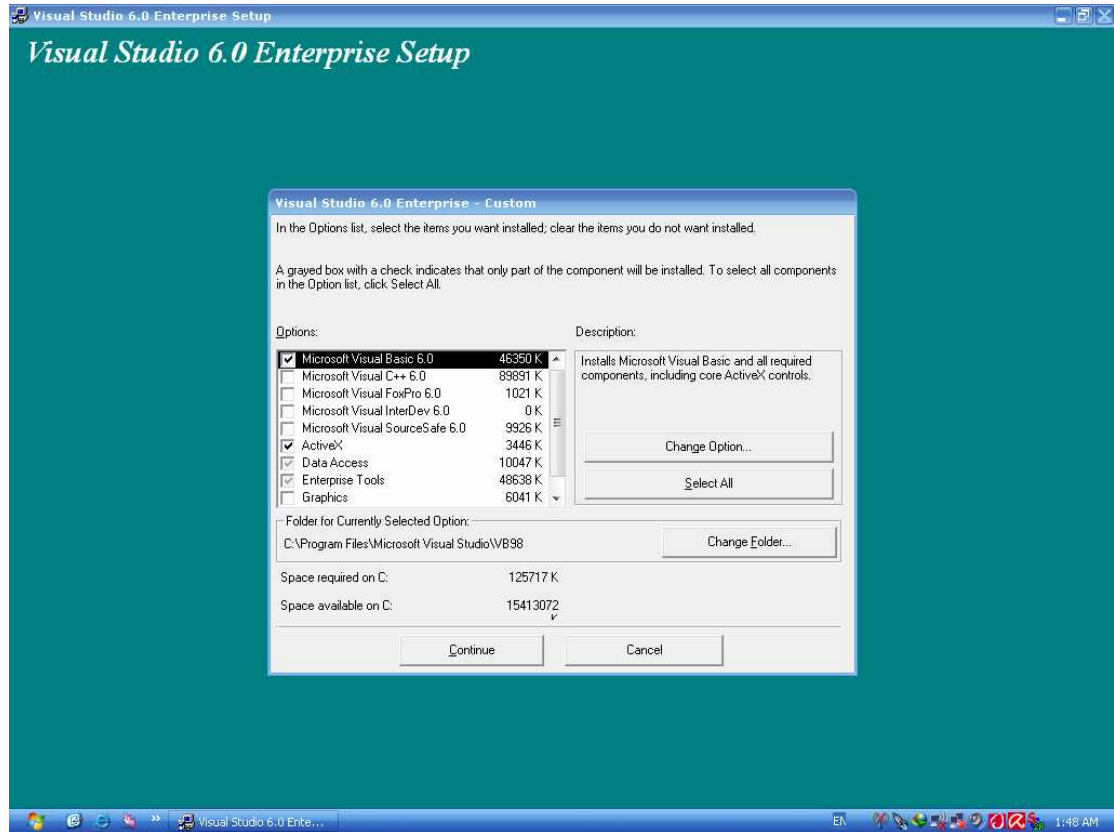 Visual Studio 6.0 Enterprise Setup
Visual Studio 6.0 Enterprise Setup
Visual Studio 6.0 Enterprise - Custom
In the Options list, select the items you want installed; clear the items you do not want installed.
A grayed box with a check indicates that only part of the component will be installed. To select all components
in the Option list, click Select All.
Options:
Description:
Microsoft Visual Basic 6.0 46350 K
Microsoft Visual C++ 6.0 89891 K
Microsoft Visual FoxPro 6.0 1021 K
Microsoft Visual InterDev 6.0 0 K
Microsoft Visual SourceSafe 6.0 9926 K
ActiveX 3446 K
Data Access 10047 K
Enterprise Tools 48638 K
Graphics 6041 K
Installs Microsoft Visual Basic and all required
components, including core ActiveX controls.
Change Option...
Select All
Folder for Currently Selected Option:
C:\Program Files\Microsoft Visual Studio\VB98
Change Folder...
Space required on C: 125717 K
Space available on C: 15413072
Continue
Cancel
Visual Studio 6.0 Ente...
EN
1:48 AM